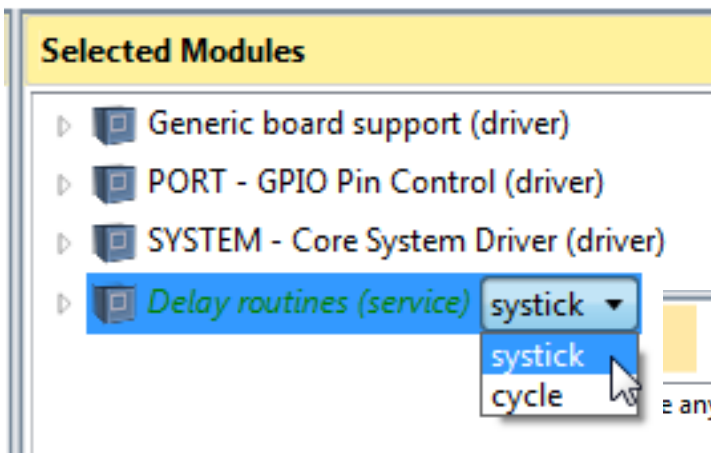 Selected Modules
Generic board support (driver)
PORT - GPIO Pin Control (driver)
SYSTEM - Core System Driver (driver)
Delay routines (service) systick
systick
cycle
e any